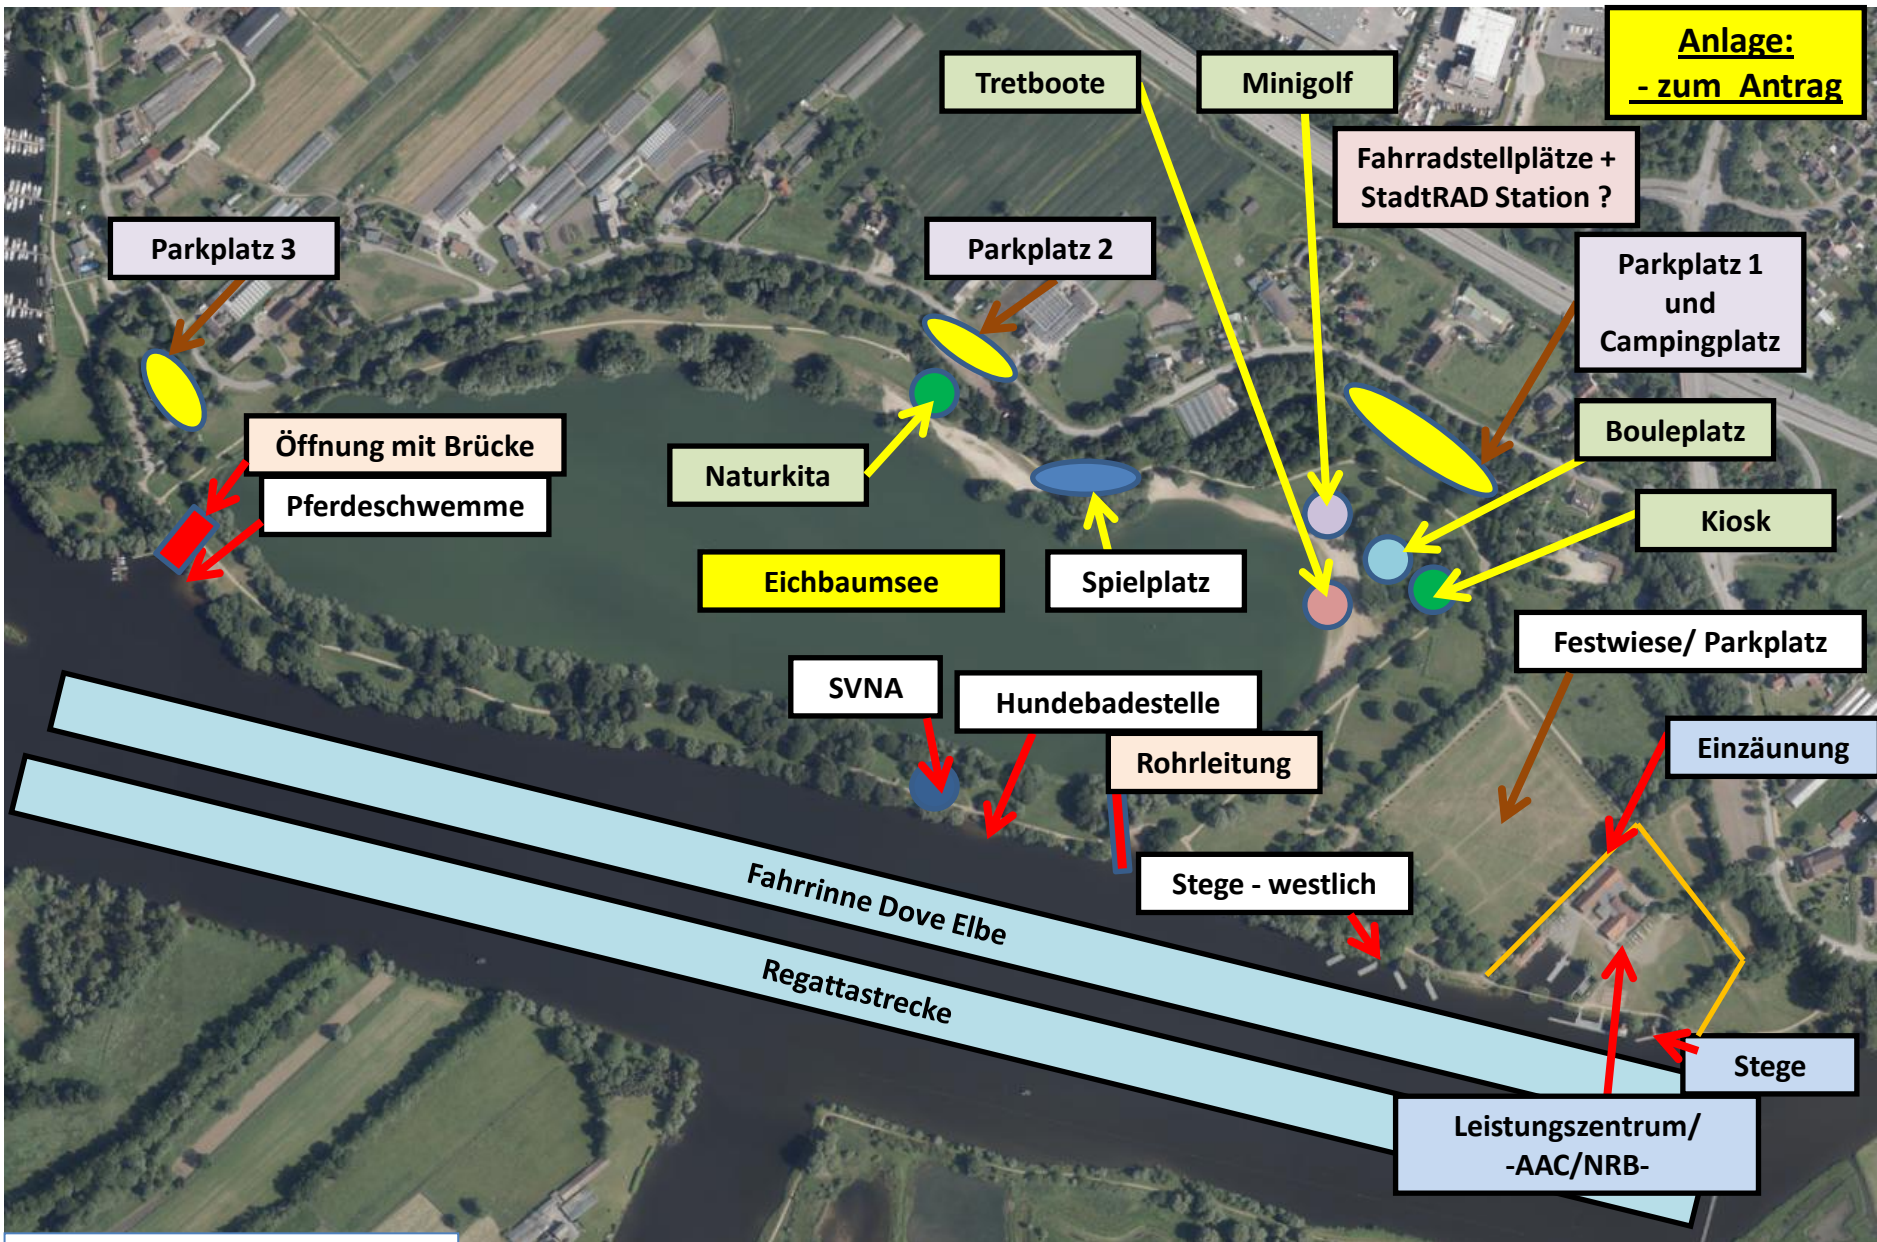 Anlage:
- zum Antrag
Tretboote
Minigolf
Fahrradstellplätze +
StadtRAD Station ?
Parkplatz 3
Parkplatz 2
Parkplatz 1
und
Campingplatz
Öffnung mit Brücke
Bouleplatz
Naturkita
Pferdeschwemme
Kiosk
Eichbaumsee
Spielplatz
Festwiese/ Parkplatz
SVNA
Hundebadestelle
Rohrleitung
Einzäunung
Stege - westlich
Fahrrinne Dove Elbe
Regattastrecke
Stege
Leistungszentrum/
-AAC/NRB-